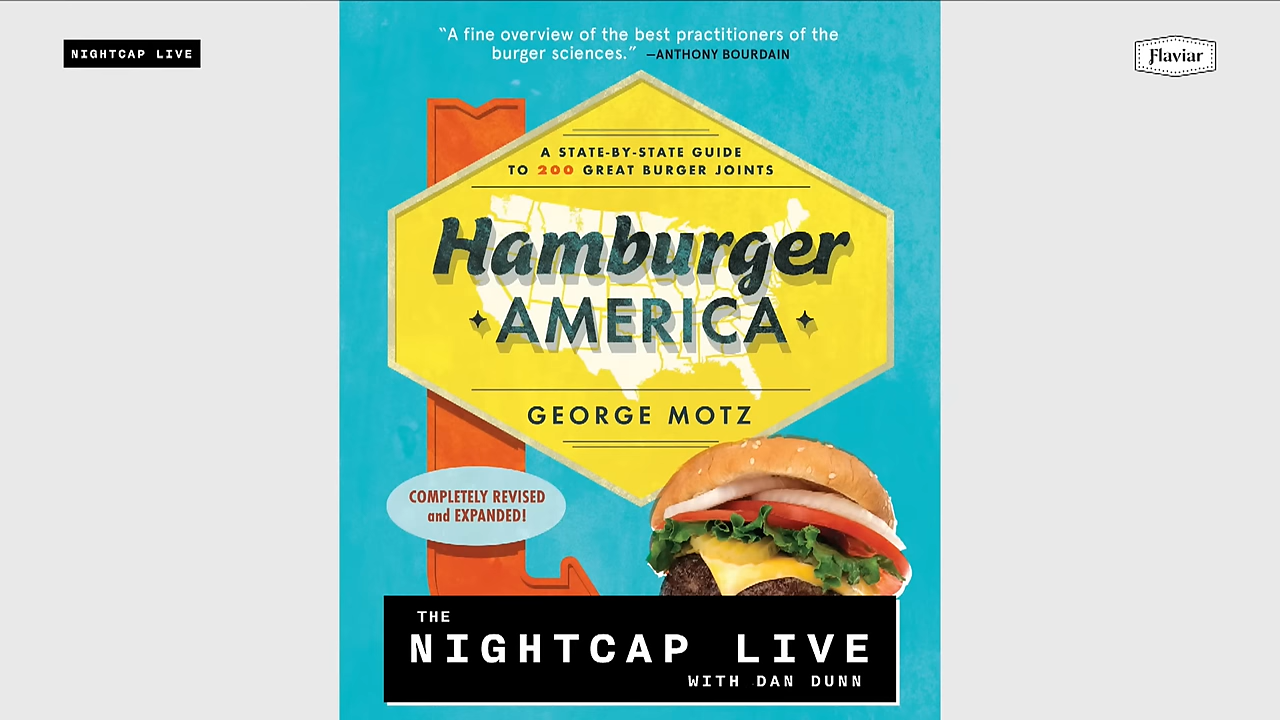 NIGHTCAP LIVE
Flaviar
“A fine overview of the best practitioners of the
burger sciences.” —ANTHONY BOURDAIN
A STATE-BY-STATE GUIDE
TO 200 GREAT BURGER JOINTS
Hamburger
AMERICA
GEORGE MOTZ
COMPLETELY REVISED
and EXPANDED!
THE
NIGHTCAP LIVE
WITH DAN DUNN